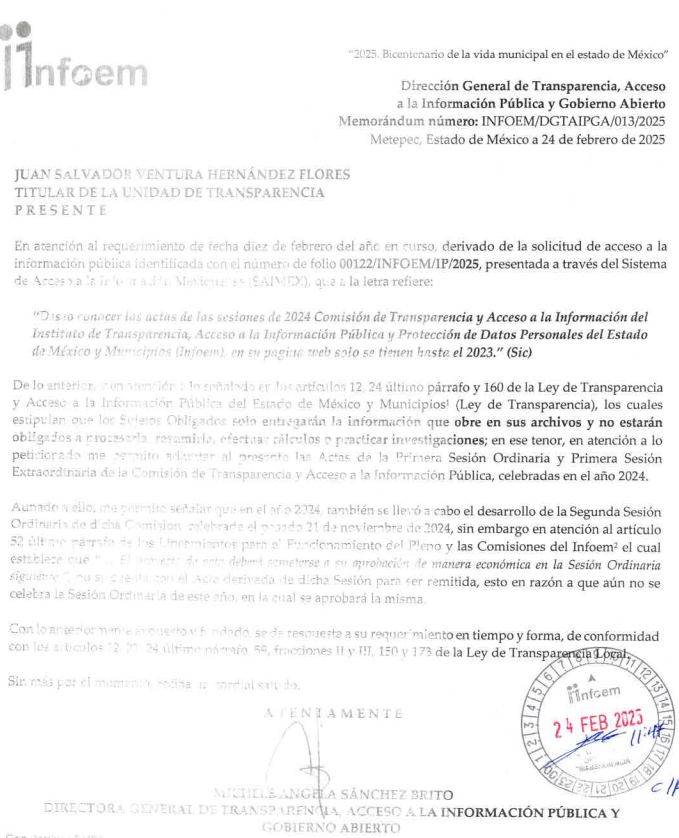 infoem
"2025. Bicentenario de la vida municipal en el estado de México"
Dirección General de Transparencia, Acceso
a la Información Pública y Gobierno Abierto
Memorándum número: INFOEM/DGTAIPGA/013/2025
Metepec, Estado de México a 24 de febrero de 2025
JUAN SALVADOR VENTURA HERNÁNDEZ FLORES
TITULAR DE LA UNIDAD DE TRANSPARENCIA
P R E S E N T E
En atención al requerimiento de fecha diez de febrero del año en curso, derivado de la solicitud de acceso a la
información pública identificada con el número de folio 00122/INFOEM/IP/2025, presentada a través del Sistema
de Acceso a la Información Mexiquense (SAIMEX), que a la letra refiere:
"Deseo conocer las actas de las sesiones de 2024 Comisión de Transparencia y Acceso a la Información del
Instituto de Transparencia, Acceso a la Información Pública y Protección de Datos Personales del Estado
de México y Municipios (Infoem), en su pagina web solo se tienen hasta el 2023." (Sic)
De lo anterior, y en atención a lo señalado en los artículos 12, 24 último párrafo y 160 de la Ley de Transparencia
y Acceso a la Información Pública del Estado de México y Municipios¹ (Ley de Transparencia), los cuales
estipulan que los Sujetos Obligados solo entregarán la información que obre en sus archivos y no estarán
obligados a procesarla, resumirla, efectuar cálculos o practicar investigaciones; en ese tenor, en atención a lo
peticionado me permito adjuntar al presente las Actas de la Primera Sesión Ordinaria y Primera Sesión
Extraordinaria de la Comisión de Transparencia y Acceso a la Información Pública, celebradas en el año 2024.
Aunado a ello, me permito señalar que en el año 2024, también se llevó a cabo el desarrollo de la Segunda Sesión
Ordinaria de dicha Comisión celebrada el pasado 21 de noviembre de 2024, sin embargo en atención al artículo
52 último párrafo de los Lineamientos para el Funcionamiento del Pleno y las Comisiones del Infoem² el cual
establece que "... El proyecto de acta deberá someterse a su aprobación de manera económica en la Sesión Ordinaria
siguiente", no se cuenta con el Acta derivada de dicha Sesión para ser remitida, esto en razón a que aún no se
celebra la Sesión Ordinaria de este año, en la cual se aprobará la misma.
Con lo anteriormente expuesto y fundado, se da respuesta a su requerimiento en tiempo y forma, de conformidad
con los artículos 12, 24 último párrafo, 59, fracciones II y III, 150 y 173 de la Ley de Transparencia Local.
Sin más por el momento, reciba un cordial saludo.
A T E N T A M E N T E
infoem
24 FEB 2025
MICHELE ANGELA SÁNCHEZ BRITO
DIRECTORA GENERAL DE TRANSPARENCIA, ACCESO A LA INFORMACIÓN PÚBLICA Y
GOBIERNO ABIERTO